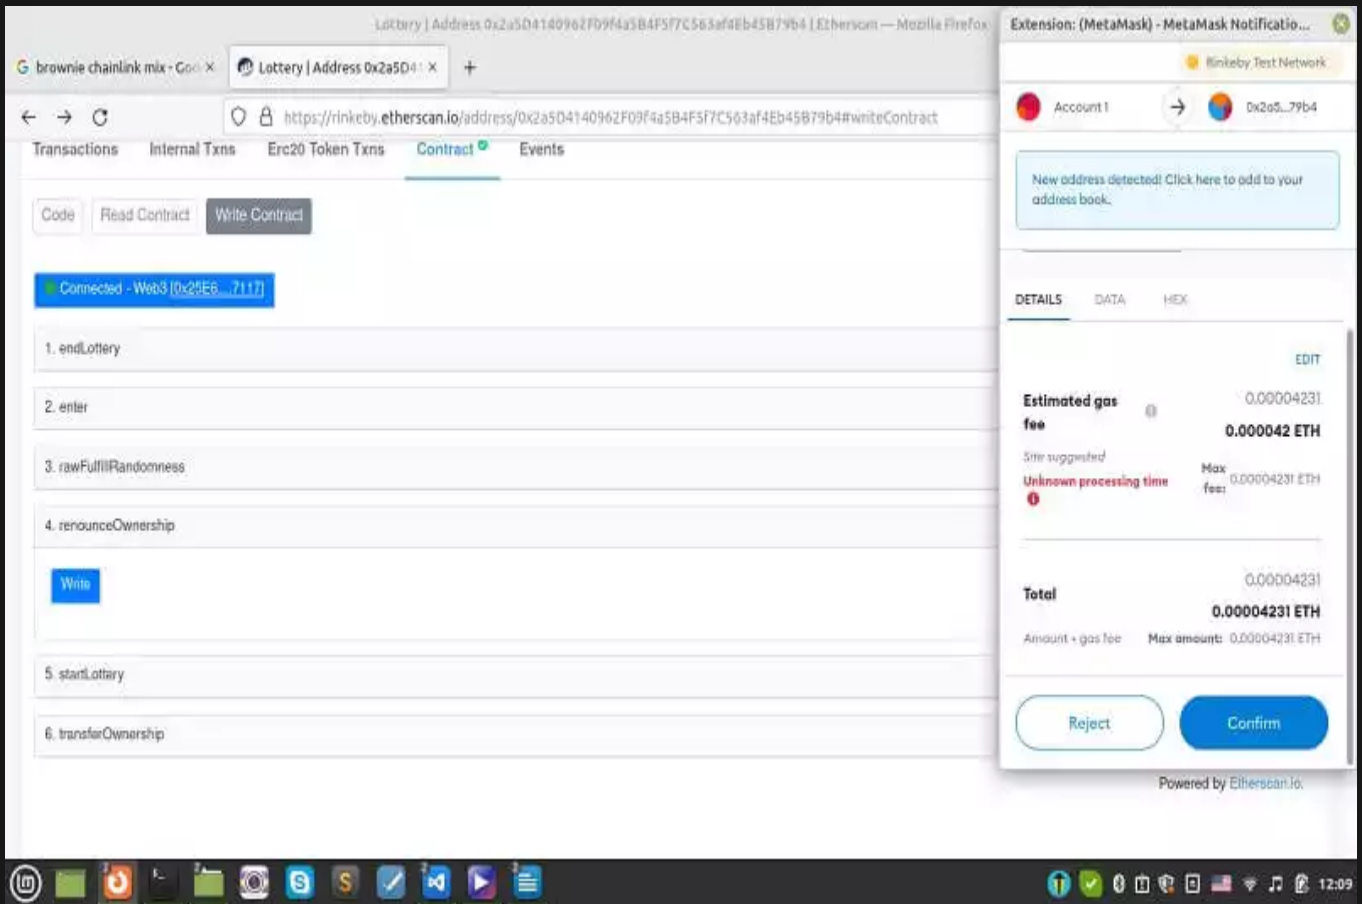 Lottery | Address 0x2a5D4140962F09f4a5B4F5f7C563af4Eb45B79b4 | Etherscan — Mozilla Firefox
brownie chainlink mix - Goo ×
Lottery | Address 0x2a5D41 × +
https://rinkeby.etherscan.io/address/0x2a5D4140962F09f4a5B4F5f7C563af4Eb45B79b4#writeContract
Transactions Internal Txns Erc20 Token Txns Contract Events
Code Read Contract Write Contract
Connected - Web3 [0x25E6...7117]
1. endLottery
2. enter
3. rawFulfillRandomness
4. renounceOwnership
Write
5. startLottery
6. transferOwnership
Extension: (MetaMask) - MetaMask Notificatio...
Rinkeby Test Network
Account 1 0x2a5...79b4
New address detected! Click here to add to your
address book.
DETAILS DATA HEX
EDIT
Estimated gas
fee
0.00004231
0.000042 ETH
Site suggested
Unknown processing time
Max
fee: 0.00004231 ETH
Total
0.00004231
0.00004231 ETH
Amount + gas fee Max amount: 0.00004231 ETH
Reject Confirm
Powered by Etherscan.io.
12:09